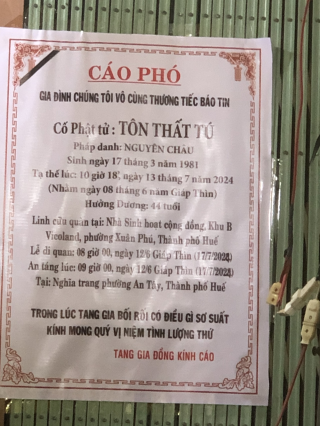 CÁO PHÓ
GIA ĐÌNH CHÚNG TÔI VÔ CÙNG THƯƠNG TIẾC BÁO TIN
Cố Phật tử : TÔN THẤT TÚ
Pháp danh: NGUYÊN CHÂU
Sinh ngày 17 tháng 3 năm 1981
Tạ thế lúc: 10 giờ 18', ngày 13 tháng 7 năm 2024
(Nhằm ngày 08 tháng 6 năm Giáp Thìn)
Hưởng Dương: 44 tuổi
Linh cữu quàn tại: Nhà Sinh hoạt cộng đồng, Khu B
Vicoland, phường Xuân Phú, Thành phố Huế
Lễ di quan: 08 giờ 00, ngày 12/6 Giáp Thìn (17/7/2024)
An táng lúc: 09 giờ 00, ngày 12/6 Giáp Thìn (17/7/2024)
Tại: Nghĩa trang phường An Tây, Thành phố Huế
TRONG LÚC TANG GIA BỐI RỐI CÓ ĐIỀU GÌ SƠ SUẤT
KÍNH MONG QUÝ VỊ NIỆM TÌNH LƯỢNG THỨ
TANG GIA ĐỒNG KÍNH CÁO